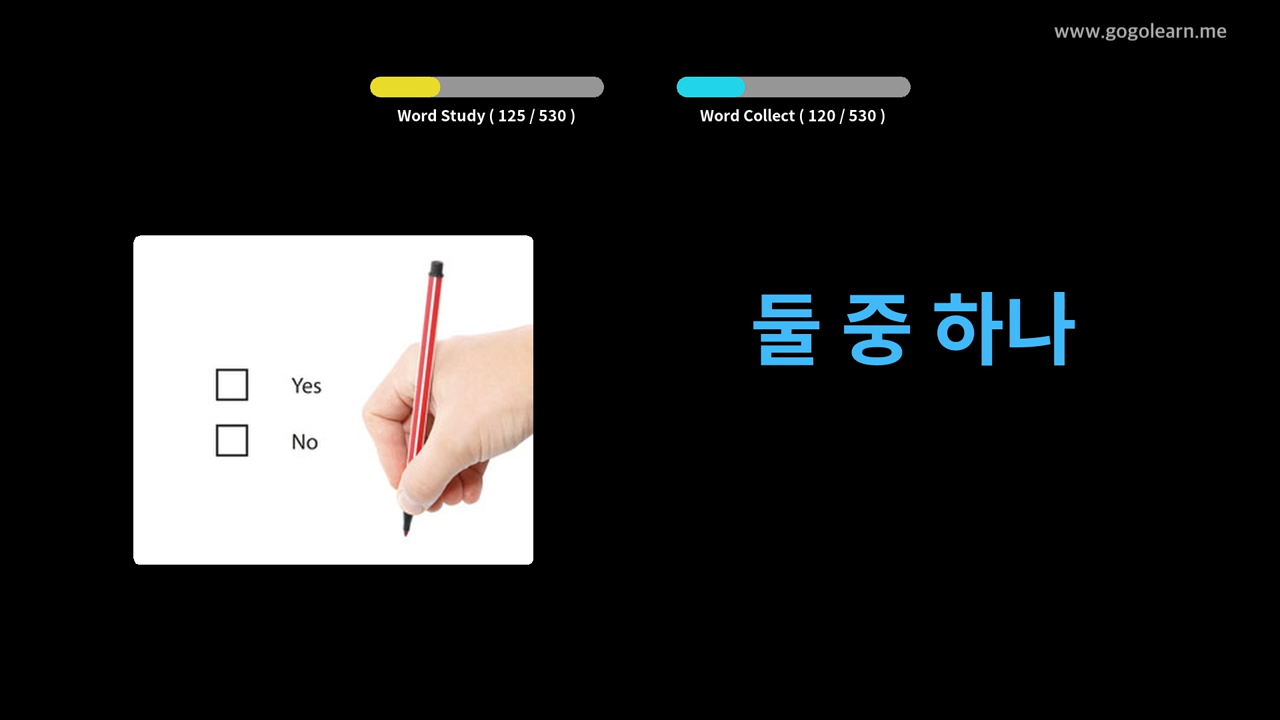 www.gogolearn.me
Word Study ( 125 / 530 )
Word Collect ( 120 / 530 )
Yes
No
둘 중 하나